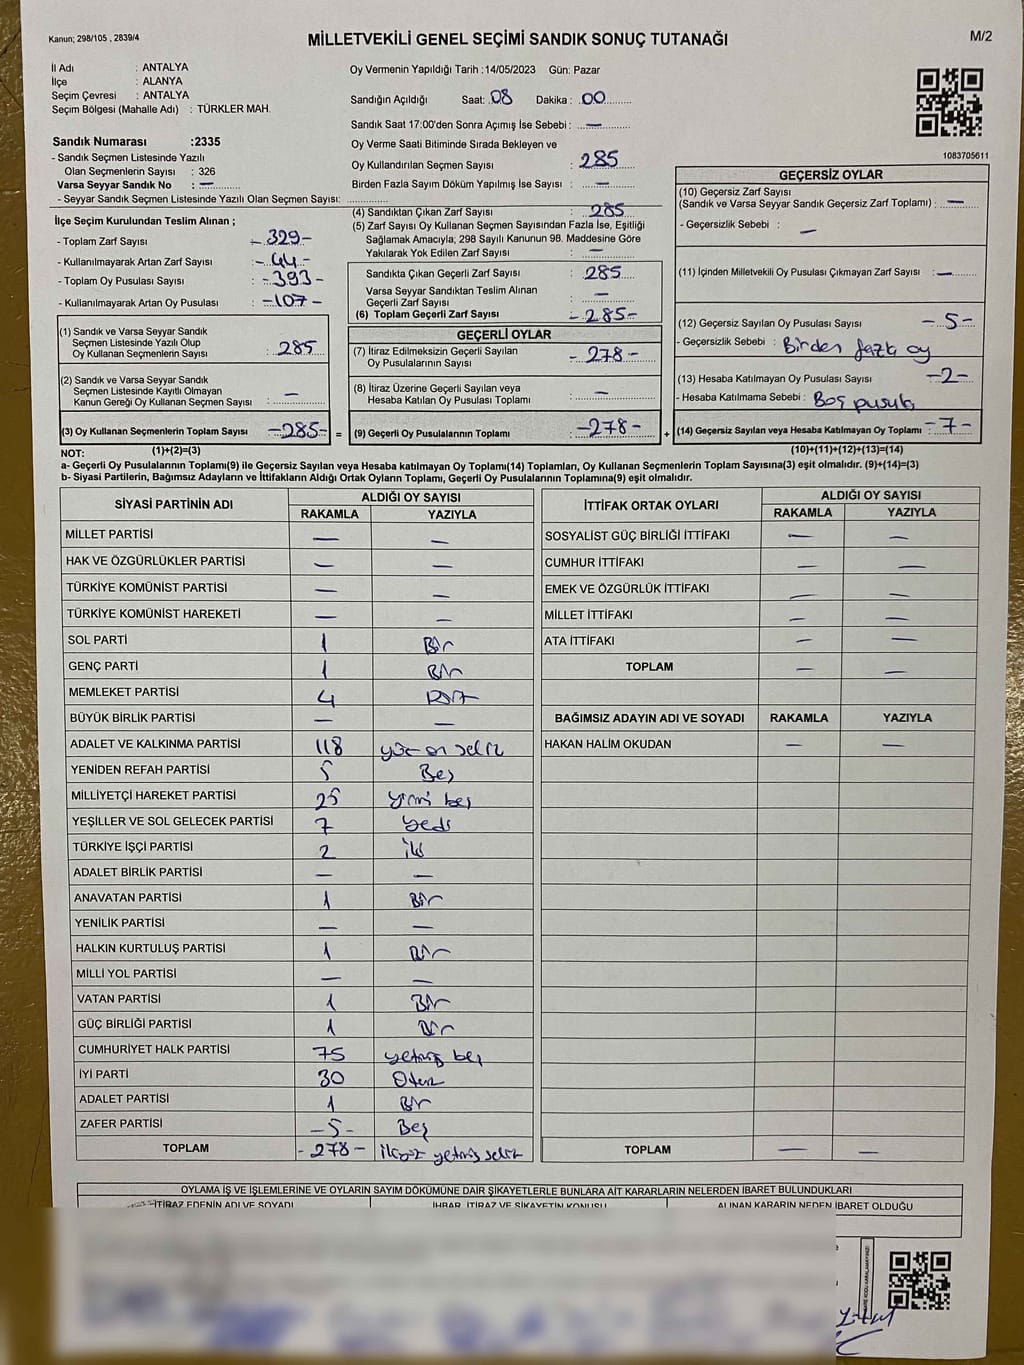 Kanun; 298/105 , 2839/4
MİLLETVEKİLİ GENEL SEÇİMİ SANDIK SONUÇ TUTANAĞI
M/2
İl Adı : ANTALYA
İlçe : ALANYA
Seçim Çevresi : ANTALYA
Seçim Bölgesi (Mahalle Adı) : TÜRKLER MAH.
Oy Vermenin Yapıldığı Tarih :14/05/2023 Gün: Pazar
Sandığın Açıldığı Saat: 08 Dakika : 00
Sandık Saat 17:00'den Sonra Açımış İse Sebebi : —
Sandık Numarası :2335
- Sandık Seçmen Listesinde Yazılı
Olan Seçmenlerin Sayısı : 326
Varsa Seyyar Sandık No : —
- Seyyar Sandık Seçmen Listesinde Yazılı Olan Seçmen Sayısı:
Oy Verme Saati Bitiminde Sırada Bekleyen ve
Oy Kullandırılan Seçmen Sayısı : 285
Birden Fazla Sayım Döküm Yapılmış İse Sayısı : —
1083705611
İlçe Seçim Kurulundan Teslim Alınan ;
- Toplam Zarf Sayısı : 329-
- Kullanılmayarak Artan Zarf Sayısı : -44-
- Toplam Oy Pusulası Sayısı : -393-
- Kullanılmayarak Artan Oy Pusulası : -107-
(4) Sandıktan Çıkan Zarf Sayısı : 285
(5) Zarf Sayısı Oy Kullanan Seçmen Sayısından Fazla İse, Eşitliği
Sağlamak Amacıyla; 298 Sayılı Kanunun 98. Maddesine Göre
Yakılarak Yok Edilen Zarf Sayısı : —
Sandıkta Çıkan Geçerli Zarf Sayısı : 285
Varsa Seyyar Sandıktan Teslim Alınan
Geçerli Zarf Sayısı : —
(6) Toplam Geçerli Zarf Sayısı : -285-
GEÇERSİZ OYLAR
(10) Geçersiz Zarf Sayısı
(Sandık ve Varsa Seyyar Sandık Geçersiz Zarf Toplamı) : —
- Geçersizlik Sebebi : —
(11) İçinden Milletvekili Oy Pusulası Çıkmayan Zarf Sayısı : —
(12) Geçersiz Sayılan Oy Pusulası Sayısı : -5-
- Geçersizlik Sebebi : Birden fazla oy
(13) Hesaba Katılmayan Oy Pusulası Sayısı : -2-
- Hesaba Katılmama Sebebi : Boş pusula
(1) Sandık ve Varsa Seyyar Sandık
Seçmen Listesinde Yazılı Olup
Oy Kullanan Seçmenlerin Sayısı : 285
(2) Sandık ve Varsa Seyyar Sandık
Seçmen Listesinde Kayıtlı Olmayan
Kanun Gereği Oy Kullanan Seçmen Sayısı : —
GEÇERLİ OYLAR
(7) İtiraz Edilmeksizin Geçerli Sayılan
Oy Pusulalarının Sayısı : - 278 -
(8) İtiraz Üzerine Geçerli Sayılan veya
Hesaba Katılan Oy Pusulası Toplamı : —
(3) Oy Kullanan Seçmenlerin Toplam Sayısı : -285- = (9) Geçerli Oy Pusulalarının Toplamı : -278- + (14) Geçersiz Sayılan veya Hesaba Katılmayan Oy Toplamı : - 7 -
NOT: (1)+(2)=(3) (10)+(11)+(12)+(13)=(14)
a- Geçerli Oy Pusulalarının Toplamı(9) ile Geçersiz Sayılan veya Hesaba katılmayan Oy Toplamı(14) Toplamları, Oy Kullanan Seçmenlerin Toplam Sayısına(3) eşit olmalıdır. (9)+(14)=(3)
b- Siyasi Partilerin, Bağımsız Adayların ve İttifakların Aldığı Ortak Oyların Toplamı, Geçerli Oy Pusulalarının Toplamına(9) eşit olmalıdır.
SİYASİ PARTİNİN ADI ALDIĞI OY SAYISI
RAKAMLA YAZIYLA
MİLLET PARTİSİ — —
HAK VE ÖZGÜRLÜKLER PARTİSİ — —
TÜRKİYE KOMÜNİST PARTİSİ — —
TÜRKİYE KOMÜNİST HAREKETİ — —
SOL PARTİ 1 Bir
GENÇ PARTİ 1 Bir
MEMLEKET PARTİSİ 4 Dört
BÜYÜK BİRLİK PARTİSİ — —
ADALET VE KALKINMA PARTİSİ 118 yüz on sekiz
YENİDEN REFAH PARTİSİ 5 Beş
MİLLİYETÇİ HAREKET PARTİSİ 25 yirmi beş
YEŞİLLER VE SOL GELECEK PARTİSİ 7 yedi
TÜRKİYE İŞÇİ PARTİSİ 2 iki
ADALET BİRLİK PARTİSİ — —
ANAVATAN PARTİSİ 1 Bir
YENİLİK PARTİSİ — —
HALKIN KURTULUŞ PARTİSİ 1 Bir
MİLLİ YOL PARTİSİ — —
VATAN PARTİSİ 1 Bir
GÜÇ BİRLİĞİ PARTİSİ 1 Bir
CUMHURİYET HALK PARTİSİ 75 yetmiş beş
İYİ PARTİ 30 Otuz
ADALET PARTİSİ 1 Bir
ZAFER PARTİSİ -5- Beş
TOPLAM - 278 - ikiyüz yetmiş sekiz
İTTİFAK ORTAK OYLARI ALDIĞI OY SAYISI
RAKAMLA YAZIYLA
SOSYALİST GÜÇ BİRLİĞİ İTTİFAKI — —
CUMHUR İTTİFAKI — —
EMEK VE ÖZGÜRLÜK İTTİFAKI — —
MİLLET İTTİFAKI — —
ATA İTTİFAKI — —
TOPLAM — —
BAĞIMSIZ ADAYIN ADI VE SOYADI RAKAMLA YAZIYLA
HAKAN HALİM OKUDAN — —
TOPLAM — —
OYLAMA İŞ VE İŞLEMLERİNE VE OYLARIN SAYIM DÖKÜMÜNE DAİR ŞİKAYETLERLE BUNLARA AİT KARARLARIN NELERDEN İBARET BULUNDUKLARI
İTİRAZ EDENİN ADI VE SOYADI İHBAR, İTİRAZ VE ŞİKAYETİN KONUSU ALINAN KARARIN NEDEN İBARET OLDUĞU